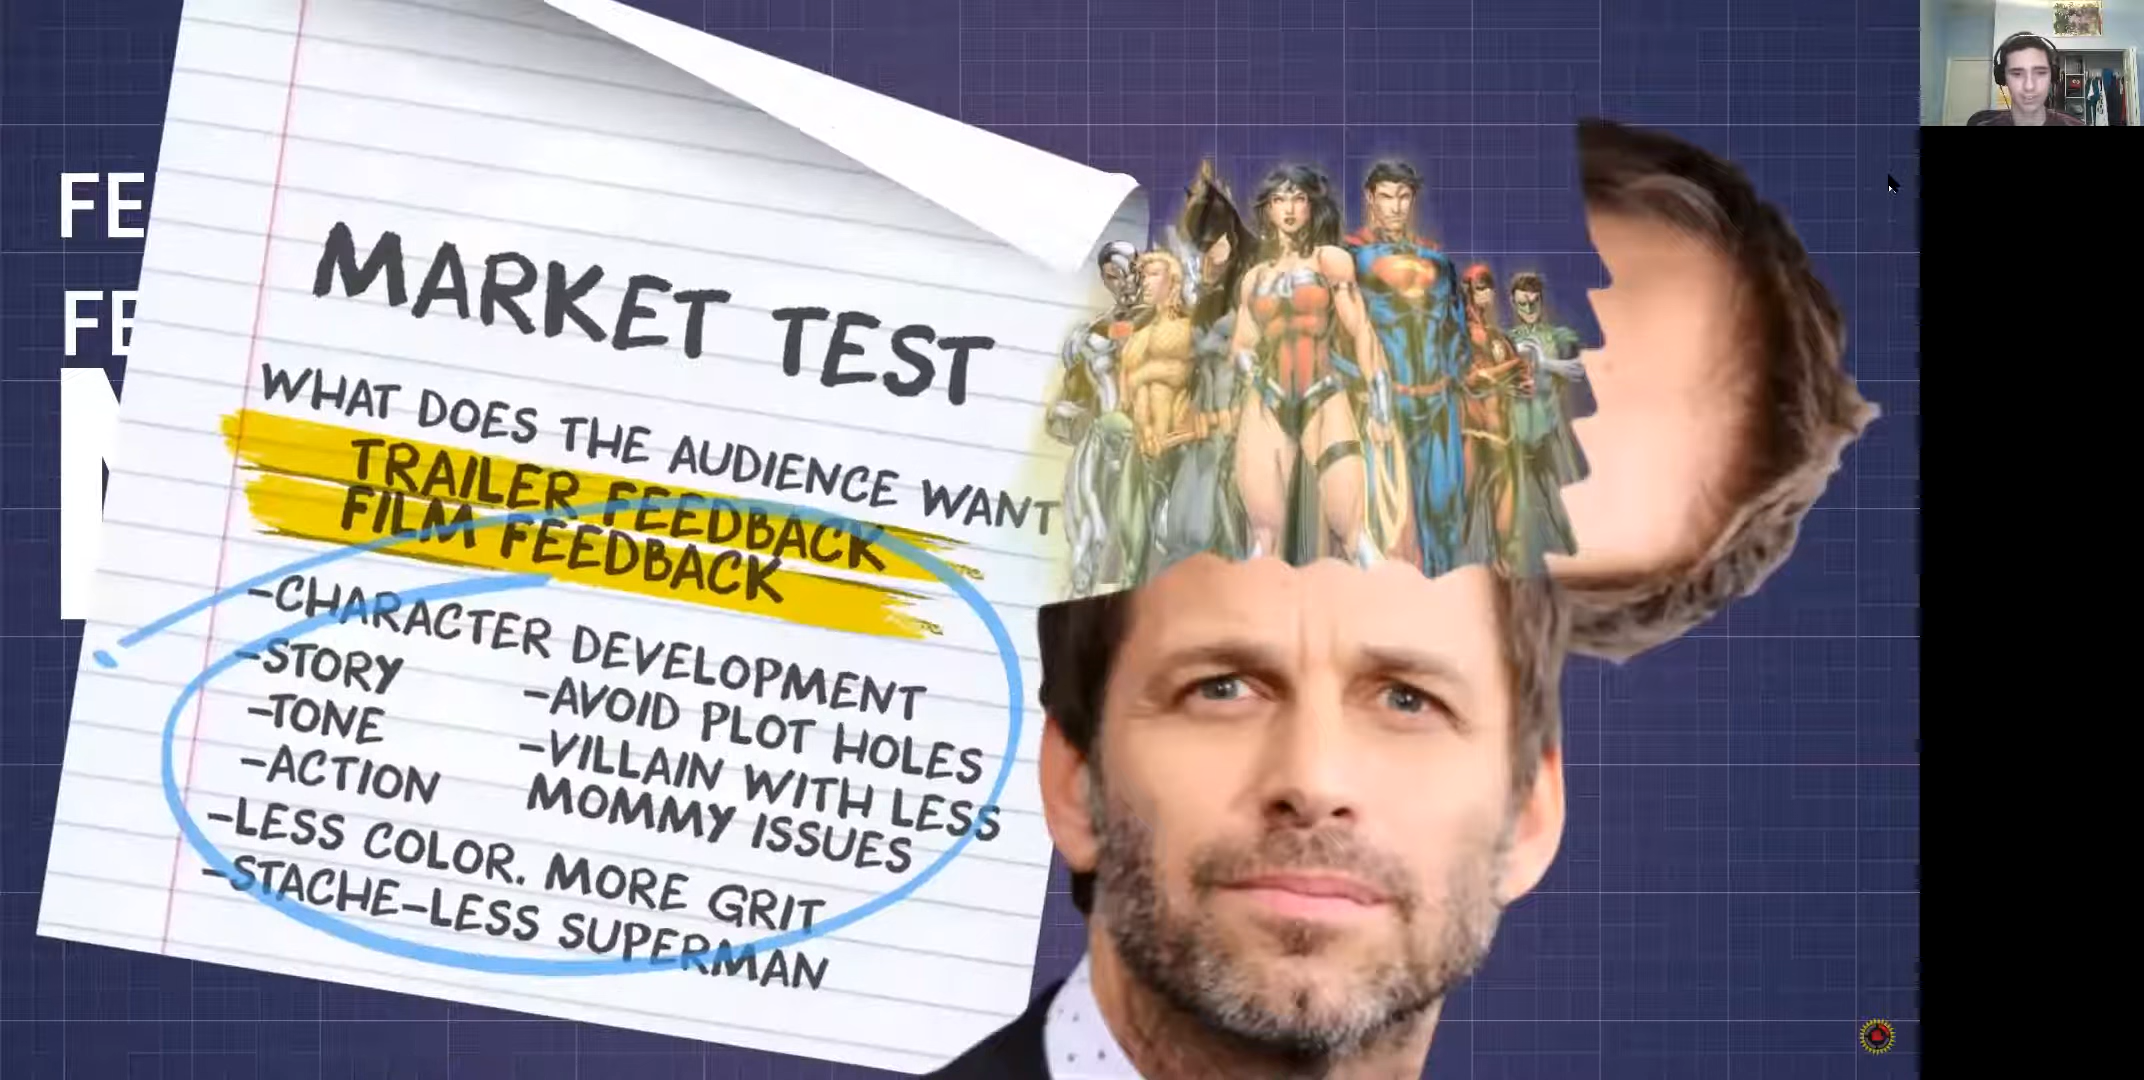 FE
FE
MARKET TEST
WHAT DOES THE AUDIENCE WANT
TRAILER FEEDBACK
FILM FEEDBACK
-CHARACTER DEVELOPMENT
-STORY
-TONE
-ACTION
-AVOID PLOT HOLES
-VILLAIN WITH LESS
MOMMY ISSUES
-LESS COLOR. MORE GRIT
-STACHE-LESS SUPERMAN